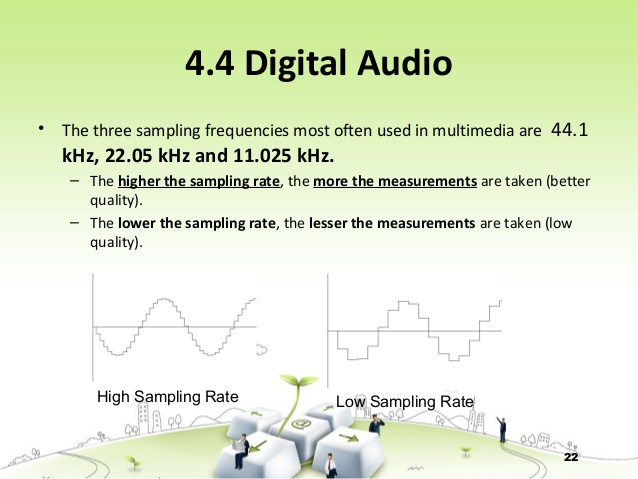 4.4 Digital Audio
• The three sampling frequencies most often used in multimedia are 44.1
kHz, 22.05 kHz and 11.025 kHz.
– The higher the sampling rate, the more the measurements are taken (better
quality).
– The lower the sampling rate, the lesser the measurements are taken (low
quality).
High Sampling Rate
Low Sampling Rate
@
22